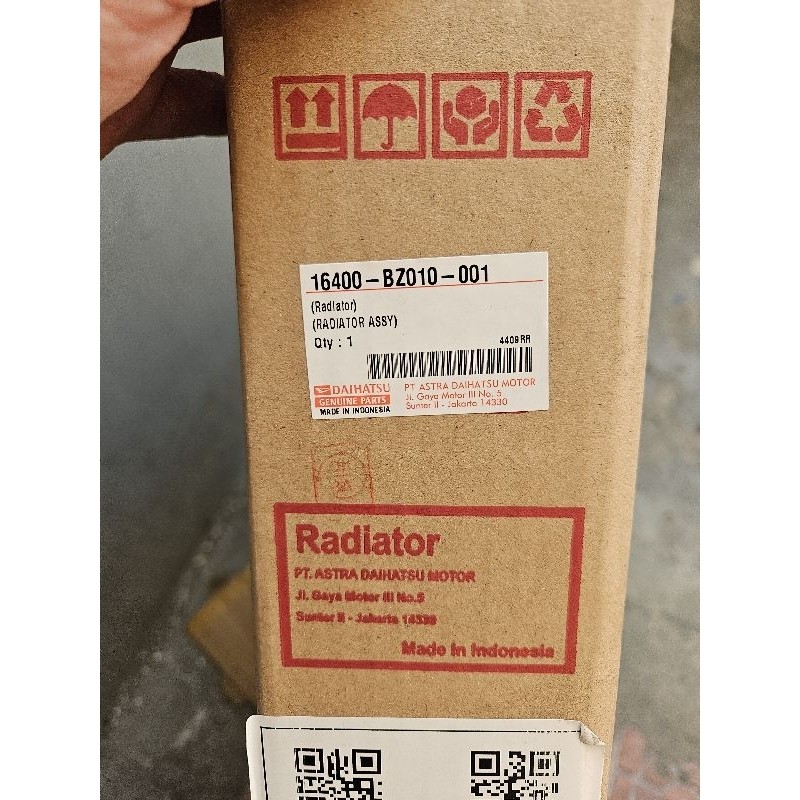 16400-BZ010-001
(Radiator)
(RADIATOR ASSY)
Qty : 1
4409RR
DAIHATSU
GENUINE PARTS
MADE IN INDONESIA
PT ASTRA DAIHATSU MOTOR
Jl. Gaya Motor III No. 5
Sunter II - Jakarta 14330
Radiator
PT. ASTRA DAIHATSU MOTOR
Jl. Gaya Motor III No.5
Sunter II - Jakarta 14330
Made In Indonesia